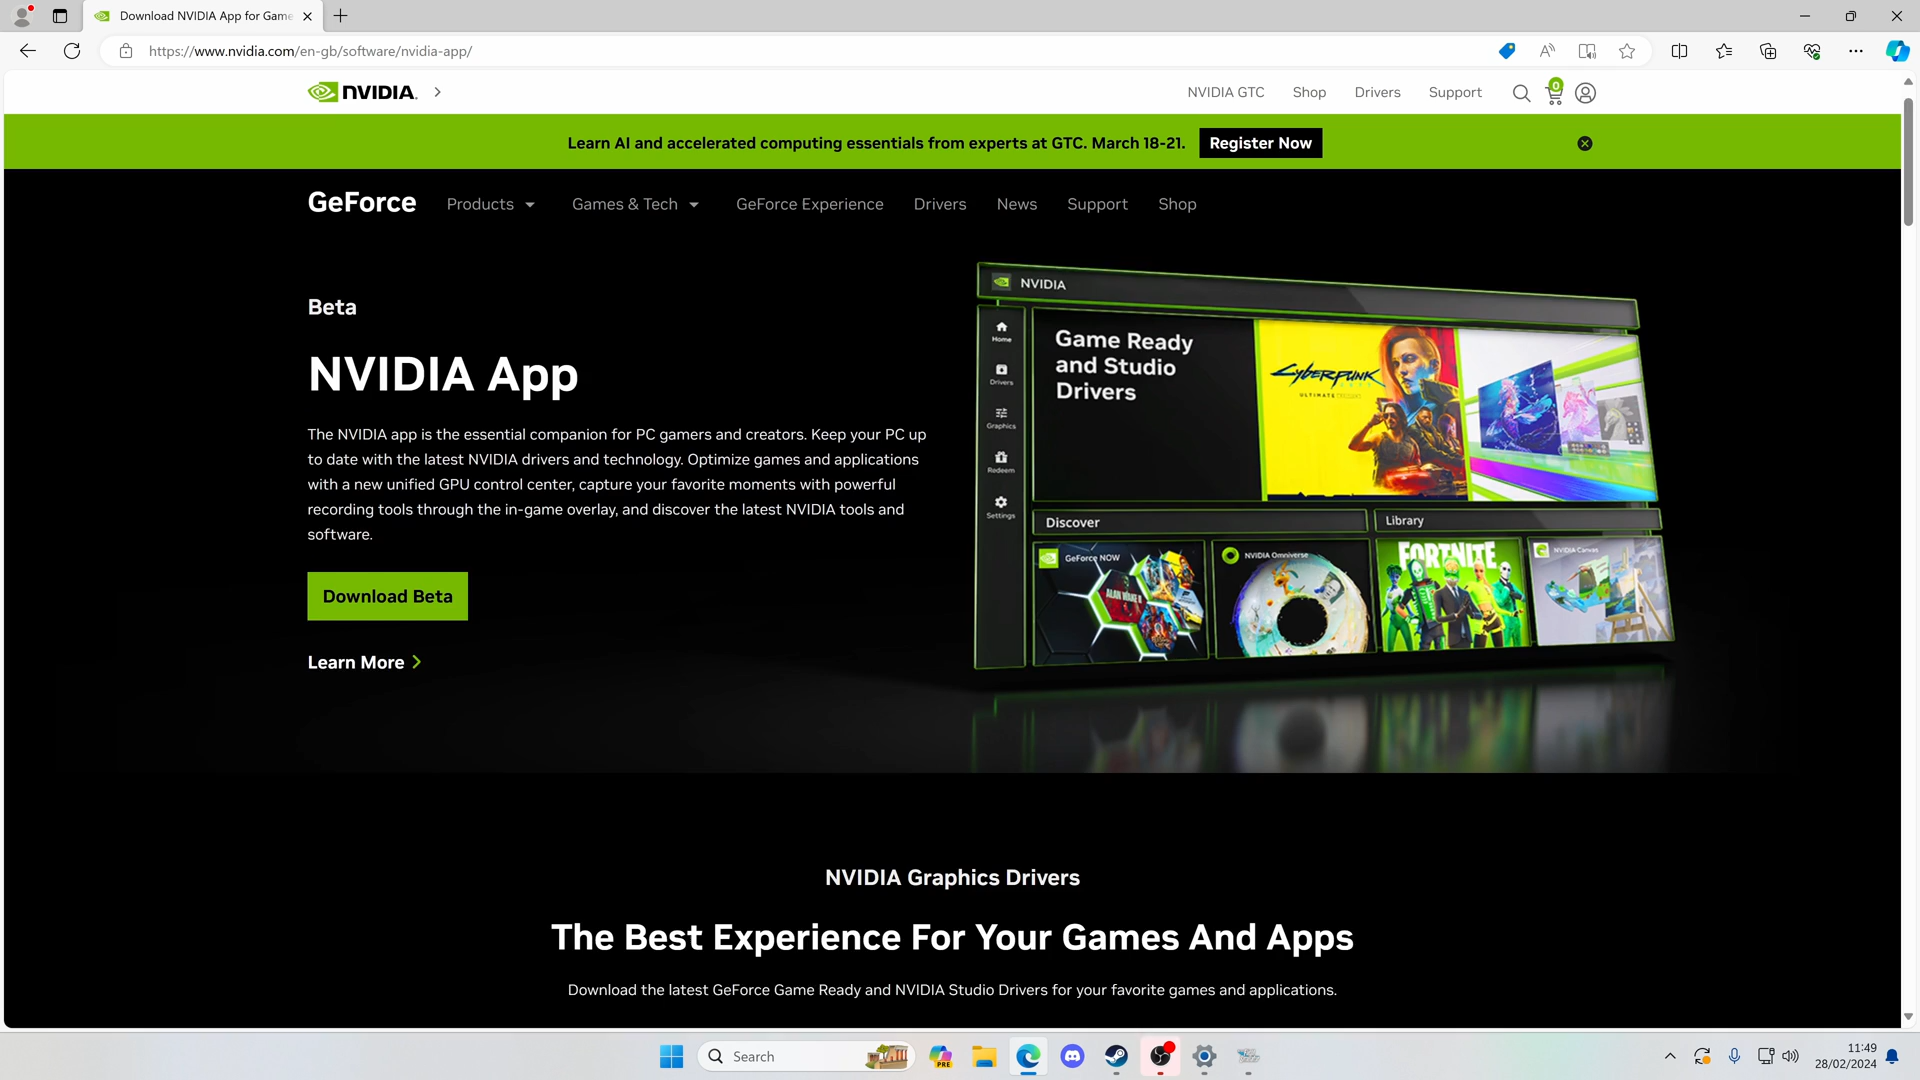 Download NVIDIA App for Game
https://www.nvidia.com/en-gb/software/nvidia-app/
NVIDIA.
NVIDIA GTC
Shop
Drivers
Support
0
Learn AI and accelerated computing essentials from experts at GTC. March 18-21.
Register Now
GeForce
Products
Games & Tech
GeForce Experience
Drivers
News
Support
Shop
Beta
NVIDIA App
The NVIDIA app is the essential companion for PC gamers and creators. Keep your PC up
to date with the latest NVIDIA drivers and technology. Optimize games and applications
with a new unified GPU control center, capture your favorite moments with powerful
recording tools through the in-game overlay, and discover the latest NVIDIA tools and
software.
Download Beta
Learn More
NVIDIA
Home
Drivers
Graphics
Redeem
Settings
Game Ready
and Studio
Drivers
CYBERPUNK
ULTIMATE
Discover
Library
GeForce NOW
ALAN WAKE II
NVIDIA Omniverse
FORTNITE
NVIDIA Canvas
NVIDIA Graphics Drivers
The Best Experience For Your Games And Apps
Download the latest GeForce Game Ready and NVIDIA Studio Drivers for your favorite games and applications.
Search
PRE
11:49
28/02/2024